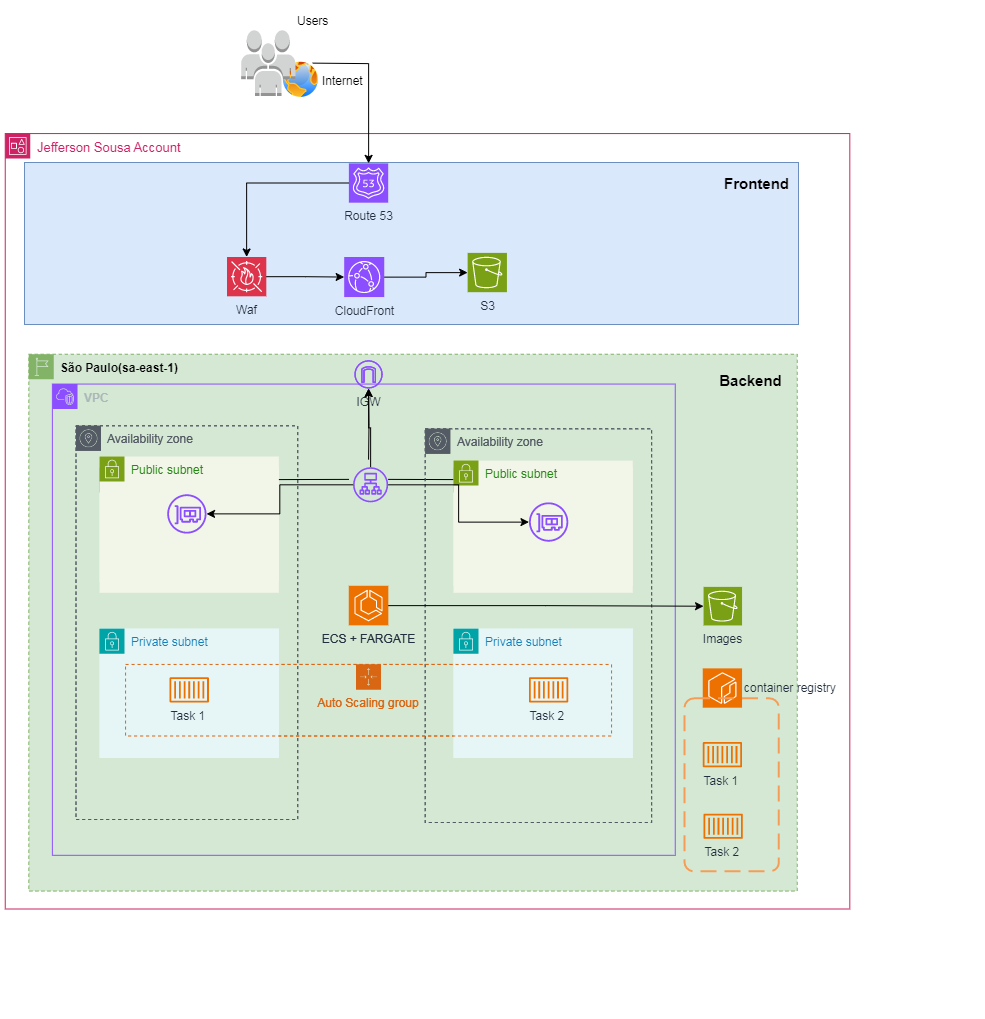 Users
Internet
Jefferson Sousa Account
Frontend
53
Route 53
Waf
CloudFront
S3
São Paulo(sa-east-1)
Backend
VPC
IGW
Availability zone
Availability zone
Public subnet
Public subnet
ECS + FARGATE
Images
Private subnet
Private subnet
container registry
Auto Scaling group
Task 1
Task 2
Task 1
Task 2